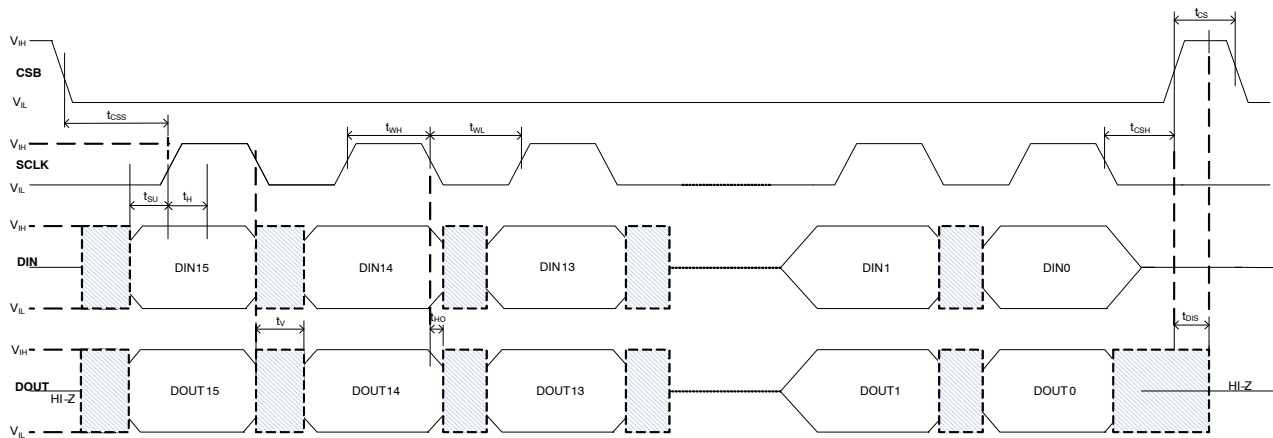 tCS
VIH
CSB
VIL
tCSS
tWH
tWL
tCSH
VIH
SCLK
VIL
tSU
tH
VIH
DIN
DIN15
DIN14
DIN13
DIN1
DIN0
VIL
tV
tHO
tDIS
VIH
DOUT
HI-Z
DOUT15
DOUT14
DOUT13
DOUT1
DOUT0
HI-Z
VIL